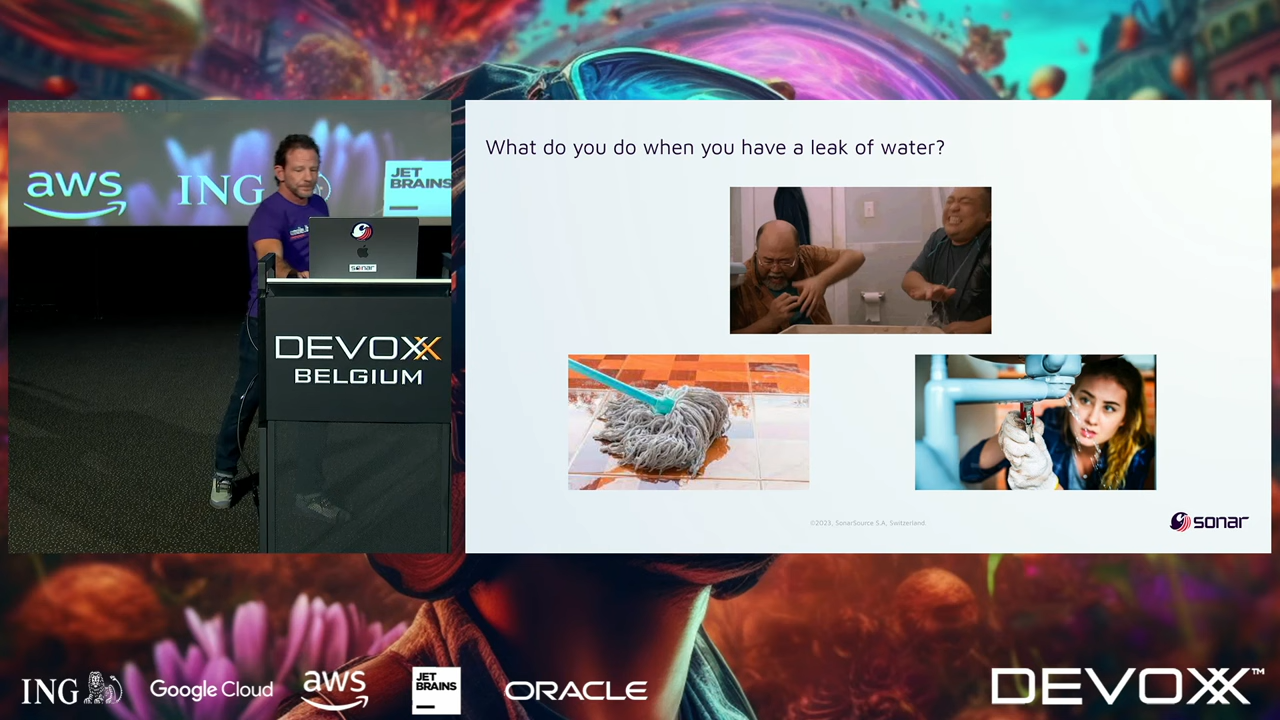 aws
ING
JET
BRAINS
sonar
DEVOXX
BELGIUM
What do you do when you have a leak of water?
©2023, SonarSource S.A, Switzerland.
sonar
ING
Google Cloud
aws
JET
BRAINS
ORACLE
DEVOXX™